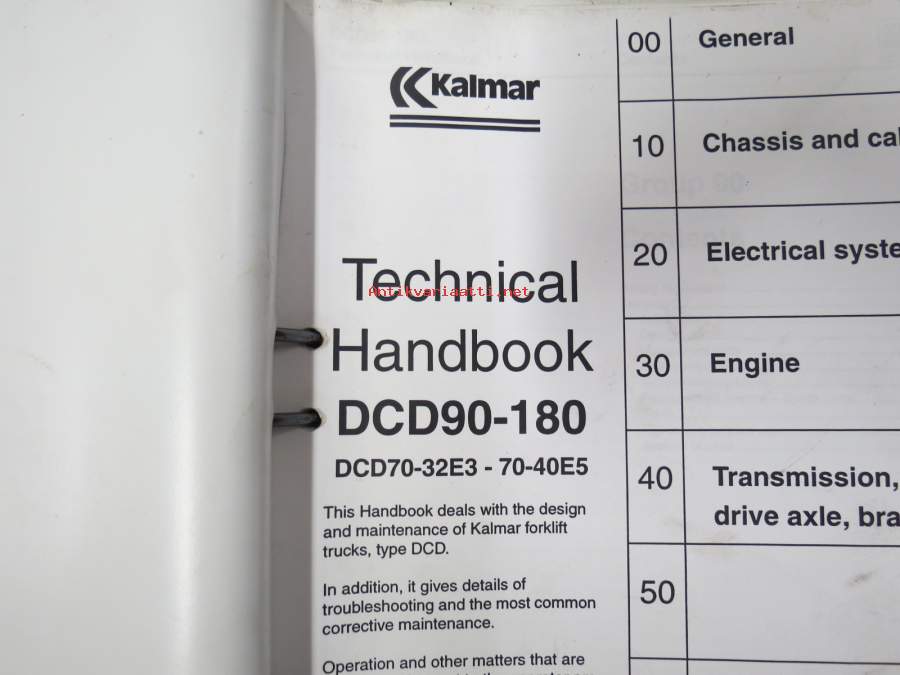 Kalmar
Technical
Antikvariaatti.net
Handbook
DCD90-180
DCD70-32E3 - 70-40E5
This Handbook deals with the design
and maintenance of Kalmar forklift
trucks, type DCD.
In addition, it gives details of
troubleshooting and the most common
corrective maintenance.
Operation and other matters that are
00 General
10 Chassis and
20 Electrical
30 Engine
40 Transmission,
drive axle,
50